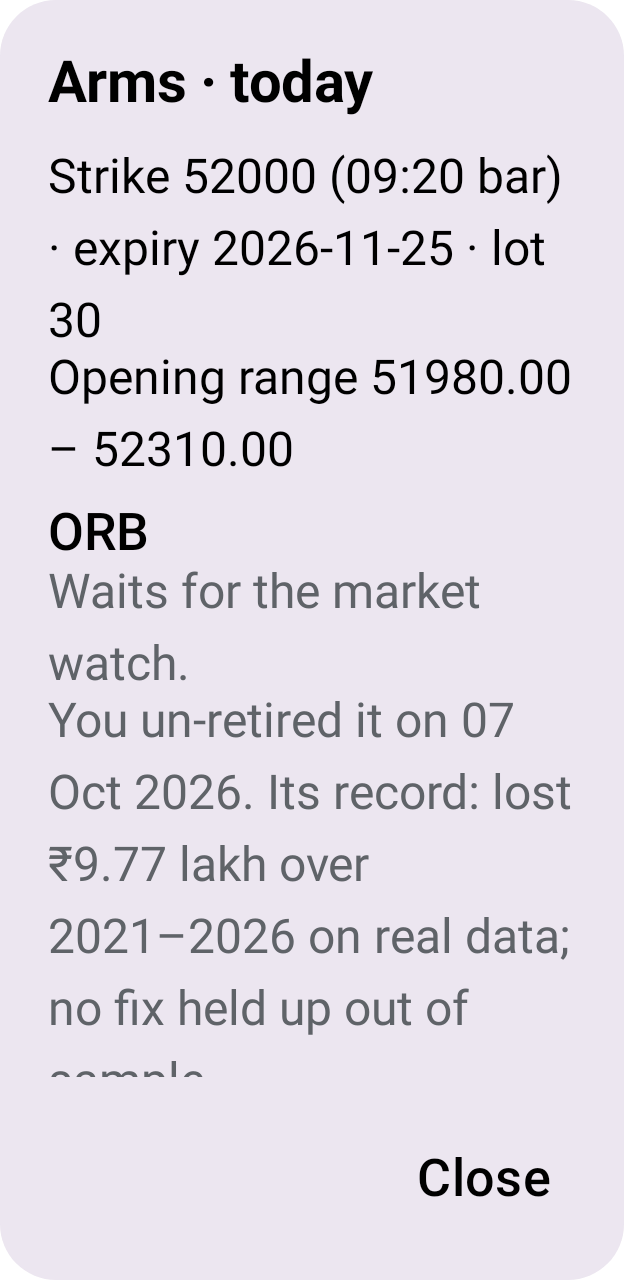 Arms · today
Strike 52000 (09:20 bar)
· expiry 2026-11-25 · lot
30
Opening range 51980.00
– 52310.00
ORB
Waits for the market
watch.
You un-retired it on 07
Oct 2026. Its record: lost
₹9.77 lakh over
2021–2026 on real data;
no fix held up out of
Close